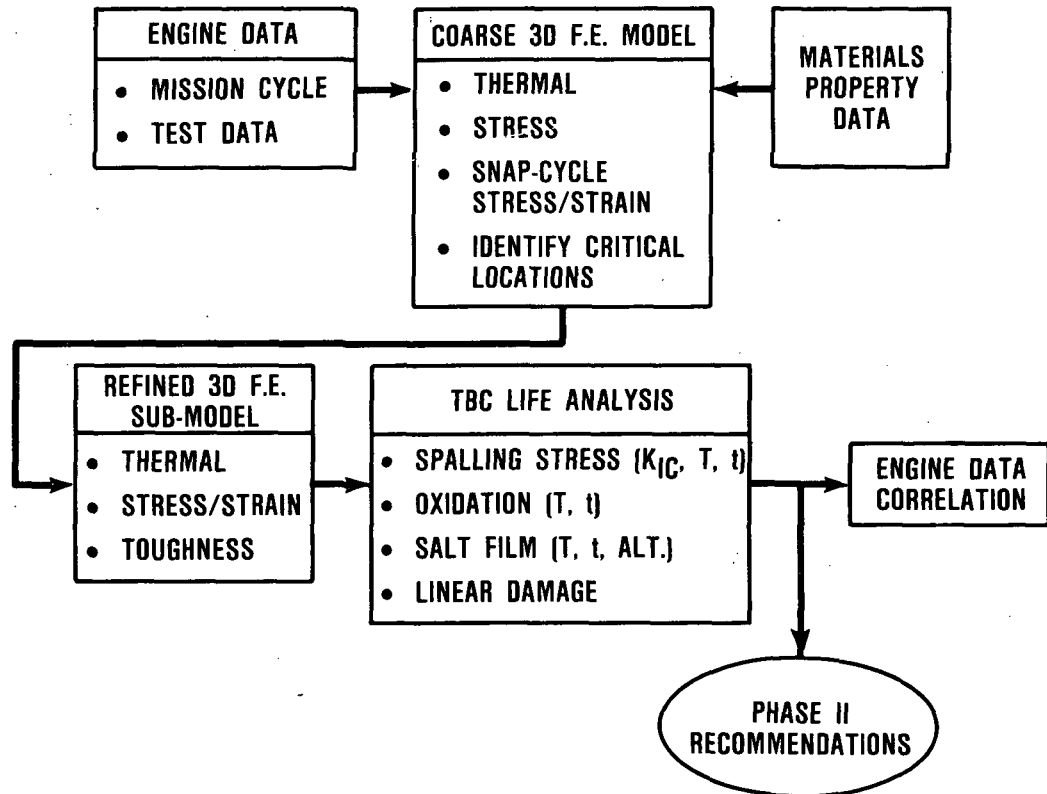 ENGINE DATA
• MISSION CYCLE
• TEST DATA
COARSE 3D F.E. MODEL
• THERMAL
• STRESS
• SNAP-CYCLE
STRESS/STRAIN
• IDENTIFY CRITICAL
LOCATIONS
MATERIALS
PROPERTY
DATA
REFINED 3D F.E.
SUB-MODEL
• THERMAL
• STRESS/STRAIN
• TOUGHNESS
TBC LIFE ANALYSIS
• SPALLING STRESS (K_IC, T, t)
• OXIDATION (T, t)
• SALT FILM (T, t, ALT.)
• LINEAR DAMAGE
ENGINE DATA
CORRELATION
PHASE II
RECOMMENDATIONS